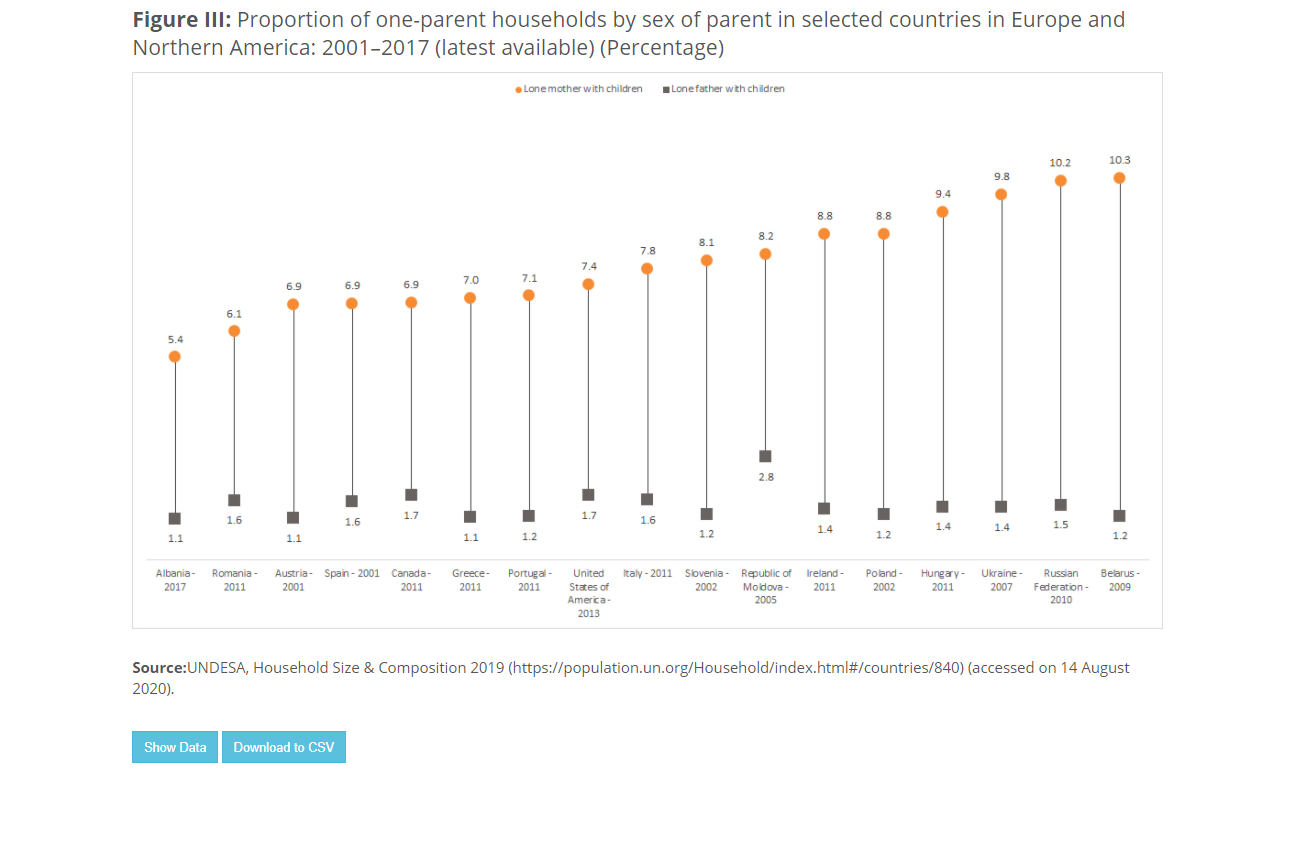 Figure III: Proportion of one-parent households by sex of parent in selected countries in Europe and
Northern America: 2001–2017 (latest available) (Percentage)
Lone mother with children Lone father with children
5.4 6.1 6.9 6.9 6.9 7.0 7.1 7.4 7.8 8.1 8.2 8.8 8.8 9.4 9.8 10.2 10.3
1.1 1.6 1.1 1.6 1.7 1.1 1.2 1.7 1.6 1.2 2.8 1.4 1.2 1.4 1.4 1.5 1.2
Albania -
2017
Romania -
2011
Austria -
2001
Spain - 2001
Canada -
2011
Greece -
2011
Portugal -
2011
United
States of
America -
2013
Italy - 2011
Slovenia -
2002
Republic of
Moldova -
2005
Ireland -
2011
Poland -
2002
Hungary -
2011
Ukraine -
2007
Russian
Federation -
2010
Belarus -
2009
Source:UNDESA, Household Size & Composition 2019 (https://population.un.org/Household/index.html#/countries/840) (accessed on 14 August
2020).
Show Data Download to CSV